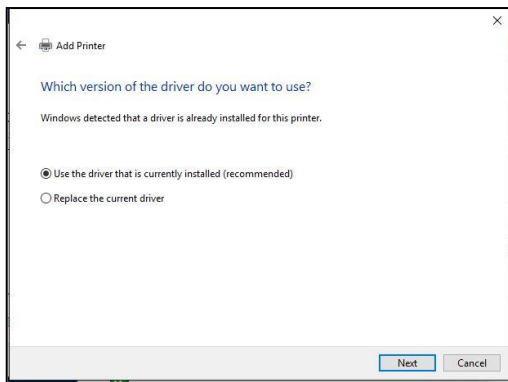 Add Printer
Which version of the driver do you want to use?
Windows detected that a driver is already installed for this printer.
Use the driver that is currently installed (recommended)
Replace the current driver
Next Cancel